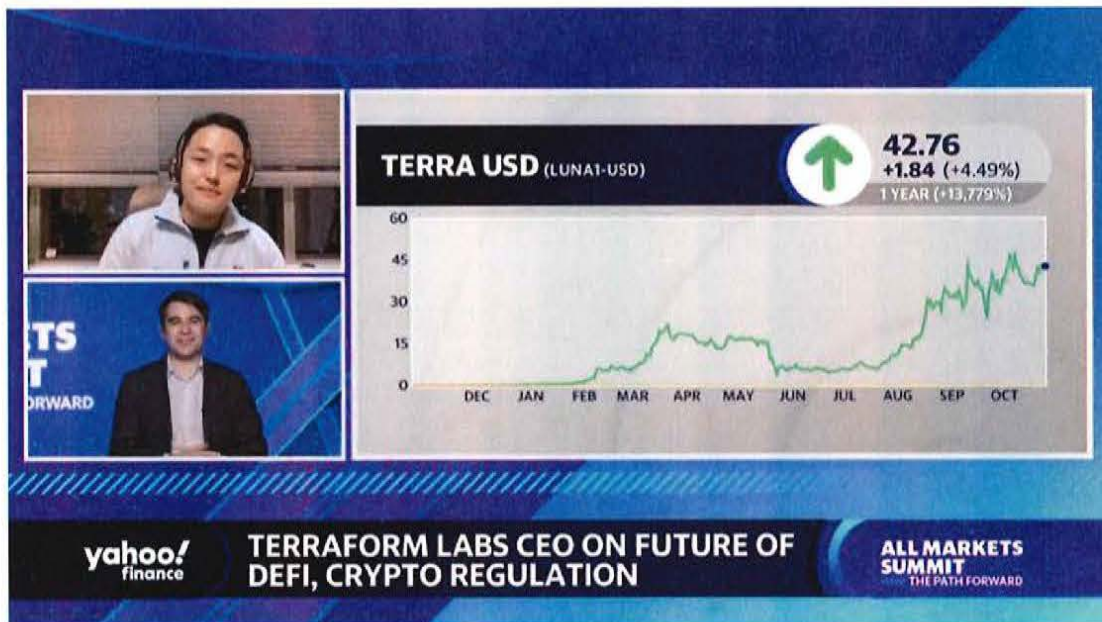 TERRA USD (LUNA1-USD)
42.76
+1.84 (+4.49%)
1 YEAR (+13,779%)
60
45
30
15
0
DEC JAN FEB MAR APR MAY JUN JUL AUG SEP OCT
ETS
T
ORWARD
yahoo!
finance
TERRAFORM LABS CEO ON FUTURE OF
DEFI, CRYPTO REGULATION
ALL MARKETS
SUMMIT
THE PATH FORWARD